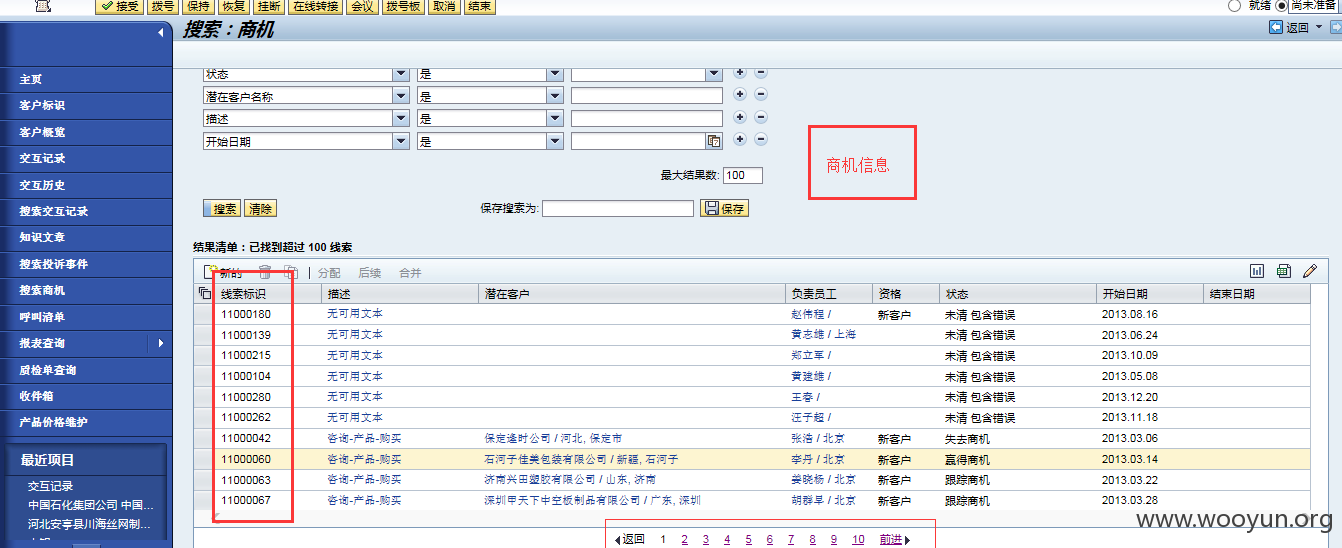 接受 拨号 保持 恢复 挂断 在线转接 会议 拨号板 取消 结束 就绪 尚未准备
搜索：商机 返回
主页
客户标识
客户概览
交互记录
交互历史
搜索交互记录
知识文章
搜索投诉事件
搜索商机
呼叫清单
报表查询
质检单查询
收件箱
产品价格维护
最近项目
交互记录
中国石化集团公司 中国...
河北安亭县川海丝网制...
状态 是
潜在客户名称 是
描述 是
开始日期 是
商机信息
最大结果数: 100
搜索 清除 保存搜索为: 保存
结果清单：已找到超过 100 线索
新的 分配 后续 合并
线索标识 描述 潜在客户 负责员工 资格 状态 开始日期 结束日期
11000180 无可用文本 赵伟程 / 新客户 未清 包含错误 2013.08.16
11000139 无可用文本 黄志雄 / 上海 未清 包含错误 2013.06.24
11000215 无可用文本 郑立军 / 未清 包含错误 2013.10.09
11000104 无可用文本 黄建雄 / 未清 包含错误 2013.05.08
11000280 无可用文本 王春 / 未清 包含错误 2013.12.20
11000262 无可用文本 汪子超 / 未清 包含错误 2013.11.18
11000042 咨询-产品-购买 保定逢时公司 / 河北, 保定市 张浩 / 北京 新客户 失去商机 2013.03.06
11000060 咨询-产品-购买 石河子佳美包装有限公司 / 新疆, 石河子 李丹 / 北京 新客户 赢得商机 2013.03.14
11000063 咨询-产品-购买 济南兴田塑胶有限公司 / 山东, 济南 姜晓杨 / 北京 新客户 跟踪商机 2013.03.22
11000067 咨询-产品-购买 深圳甲天下中空板制品有限公司 / 广东, 深圳 胡群早 / 北京 新客户 跟踪商机 2013.03.28
返回 1 2 3 4 5 6 7 8 9 10 前进
www.wooyun.org